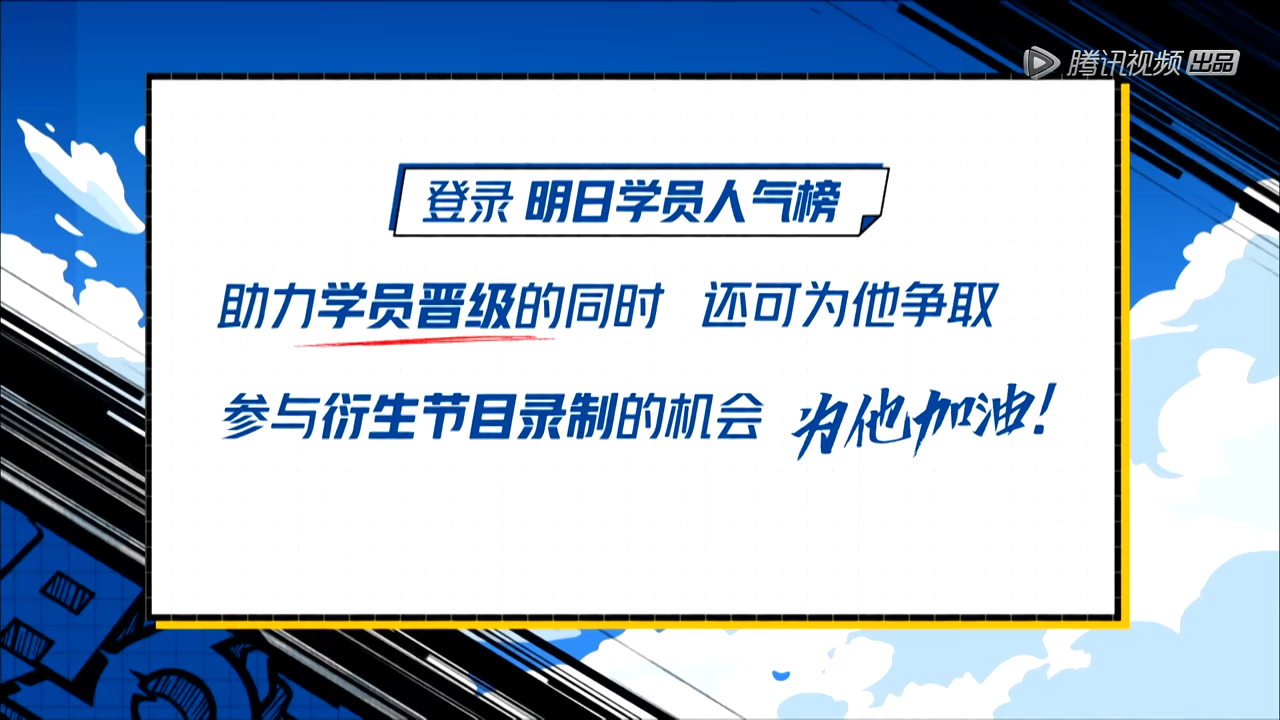 腾讯视频 出品
登录 明日学员人气榜
助力学员晋级的同时 还可为他争取
参与衍生节目录制的机会 为他加油!